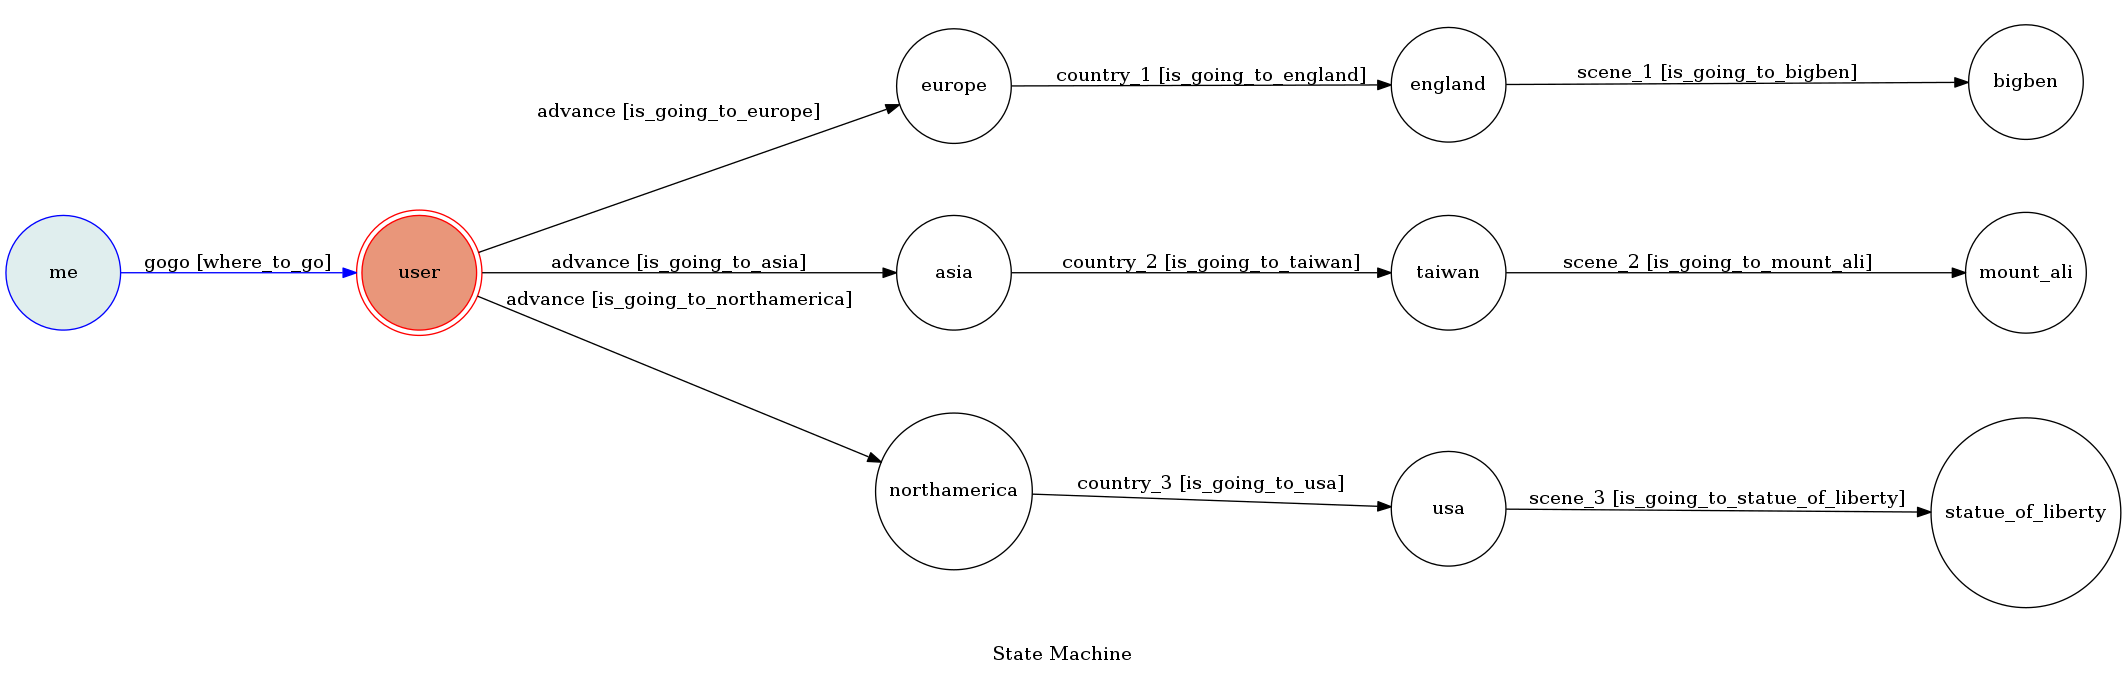 me
gogo [where_to_go]
user
advance [is_going_to_europe]
europe
country_1 [is_going_to_england]
england
scene_1 [is_going_to_bigben]
bigben
advance [is_going_to_asia]
asia
country_2 [is_going_to_taiwan]
taiwan
scene_2 [is_going_to_mount_ali]
mount_ali
advance [is_going_to_northamerica]
northamerica
country_3 [is_going_to_usa]
usa
scene_3 [is_going_to_statue_of_liberty]
statue_of_liberty
State Machine